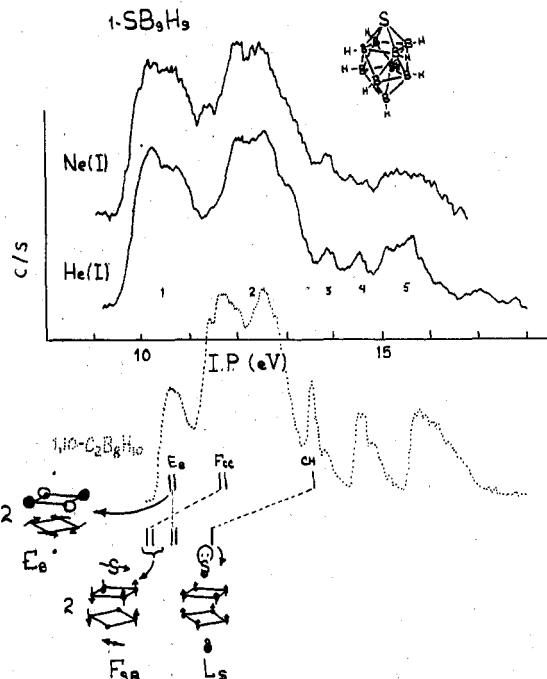 1-SB9H9
S
B B B H
H B B H
H B B B H
H B H
H
Ne(I)
He(I)
C/S
1 2 3 4 5
10 15
I.P. (eV)
1,10-C2B8H10
EB FCC CH
2
EB
S S
2
FSB LS